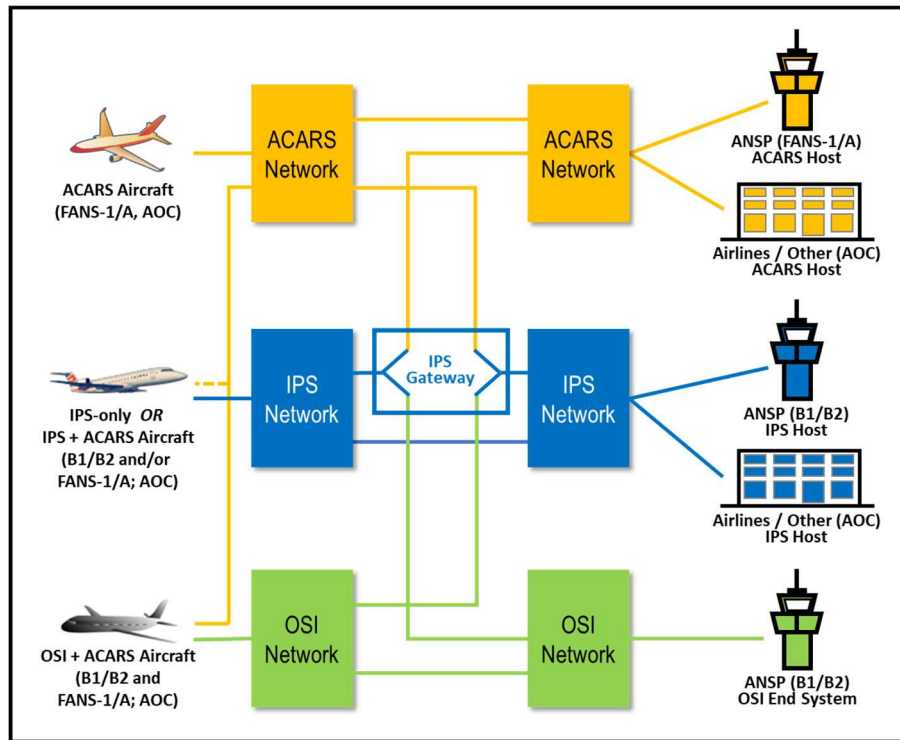 ACARS Aircraft
(FANS-1/A, AOC)
ACARS
Network
ACARS
Network
ANSP (FANS-1/A)
ACARS Host
Airlines / Other (AOC)
ACARS Host
IPS-only OR
IPS + ACARS Aircraft
(B1/B2 and/or
FANS-1/A; AOC)
IPS
Network
IPS
Gateway
IPS
Network
ANSP (B1/B2)
IPS Host
Airlines / Other (AOC)
IPS Host
OSI + ACARS Aircraft
(B1/B2 and
FANS-1/A; AOC)
OSI
Network
OSI
Network
ANSP (B1/B2)
OSI End System